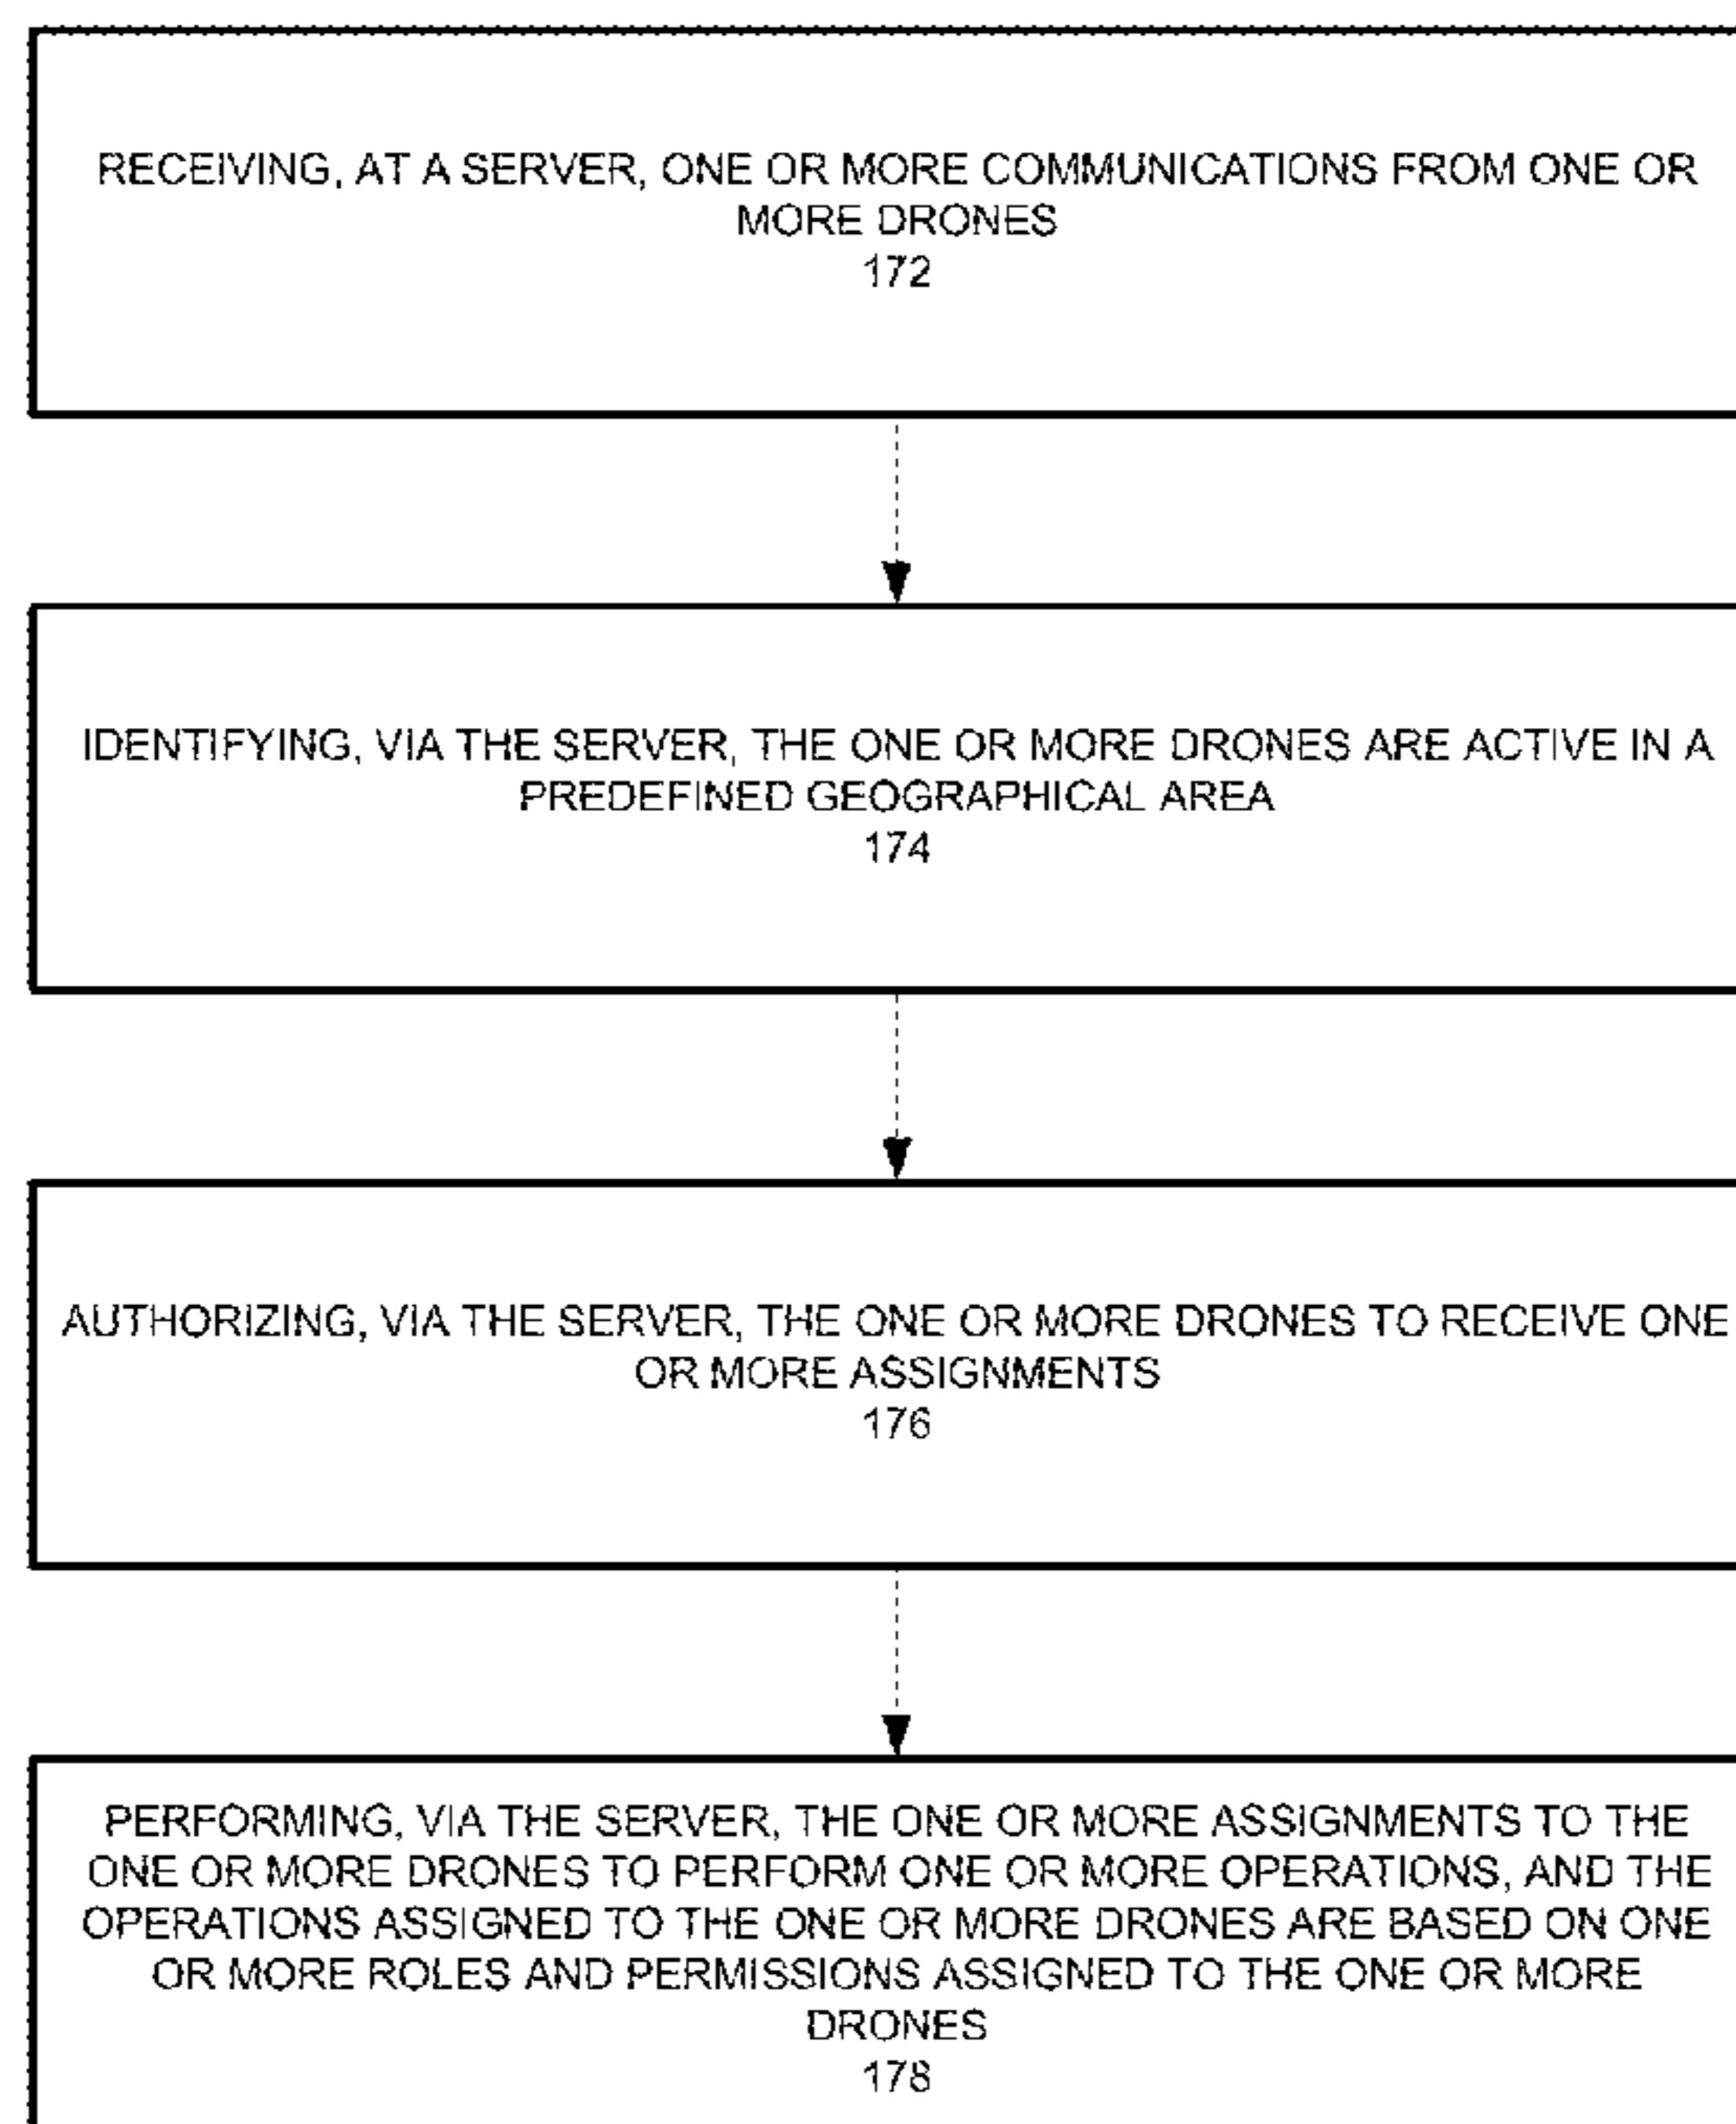 RECEIVING, AT A SERVER, ONE OR MORE COMMUNICATIONS FROM ONE OR
MORE DRONES
172
IDENTIFYING, VIA THE SERVER, THE ONE OR MORE DRONES ARE ACTIVE IN A
PREDEFINED GEOGRAPHICAL AREA
174
AUTHORIZING, VIA THE SERVER, THE ONE OR MORE DRONES TO RECEIVE ONE
OR MORE ASSIGNMENTS
176
PERFORMING, VIA THE SERVER, THE ONE OR MORE ASSIGNMENTS TO THE
ONE OR MORE DRONES TO PERFORM ONE OR MORE OPERATIONS, AND THE
OPERATIONS ASSIGNED TO THE ONE OR MORE DRONES ARE BASED ON ONE
OR MORE ROLES AND PERMISSIONS ASSIGNED TO THE ONE OR MORE
DRONES
178